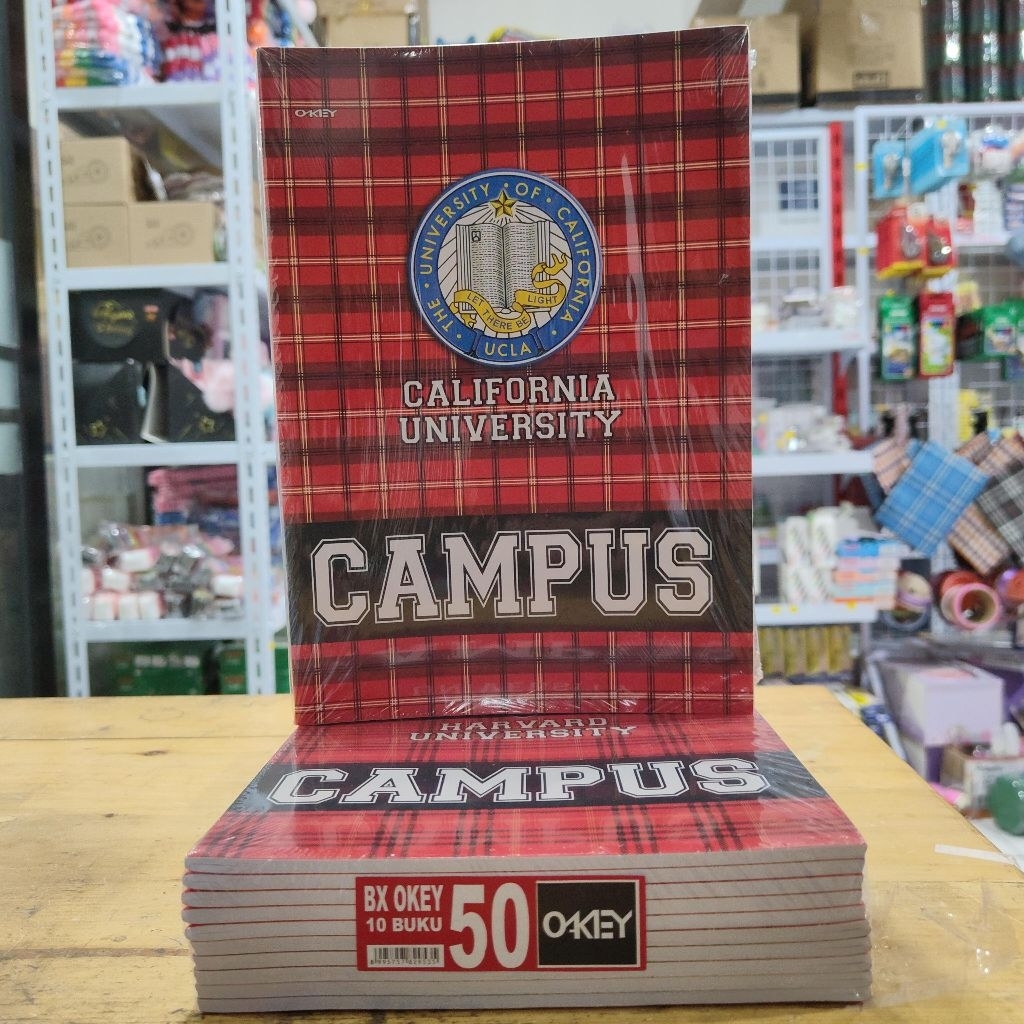 OKEY
· THE · UNIVERSITY · OF · CALIFORNIA ·
LET THERE BE LIGHT
UCLA
CALIFORNIA
UNIVERSITY
CAMPUS
HARVARD
UNIVERSITY
CAMPUS
BX OKEY
10 BUKU
50
OKEY